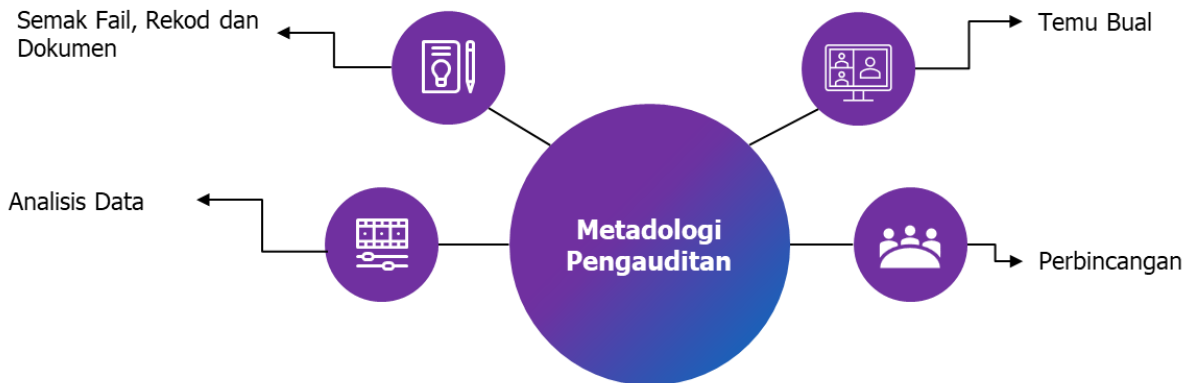 Semak Fail, Rekod dan
Dokumen
Temu Bual
Analisis Data
Metadologi
Pengauditan
Perbincangan